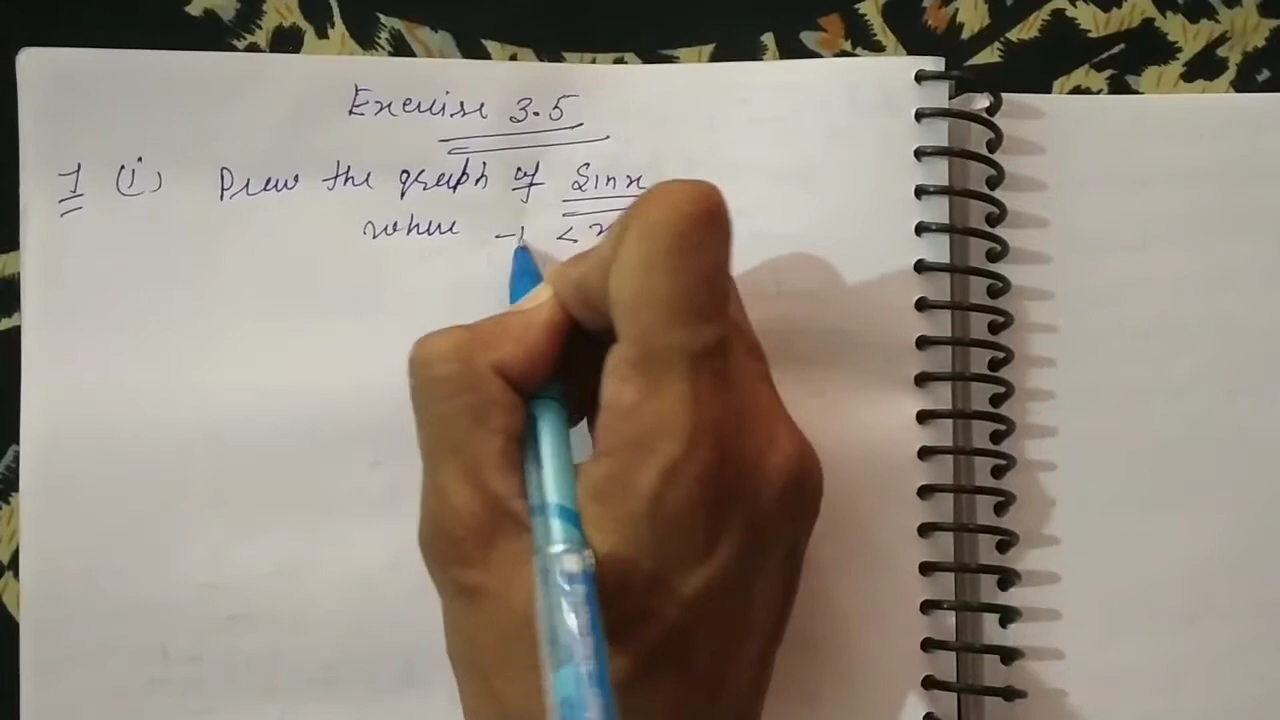 Exercise 3.5
1 (i) Draw the graph of Sinx
where -1 < x